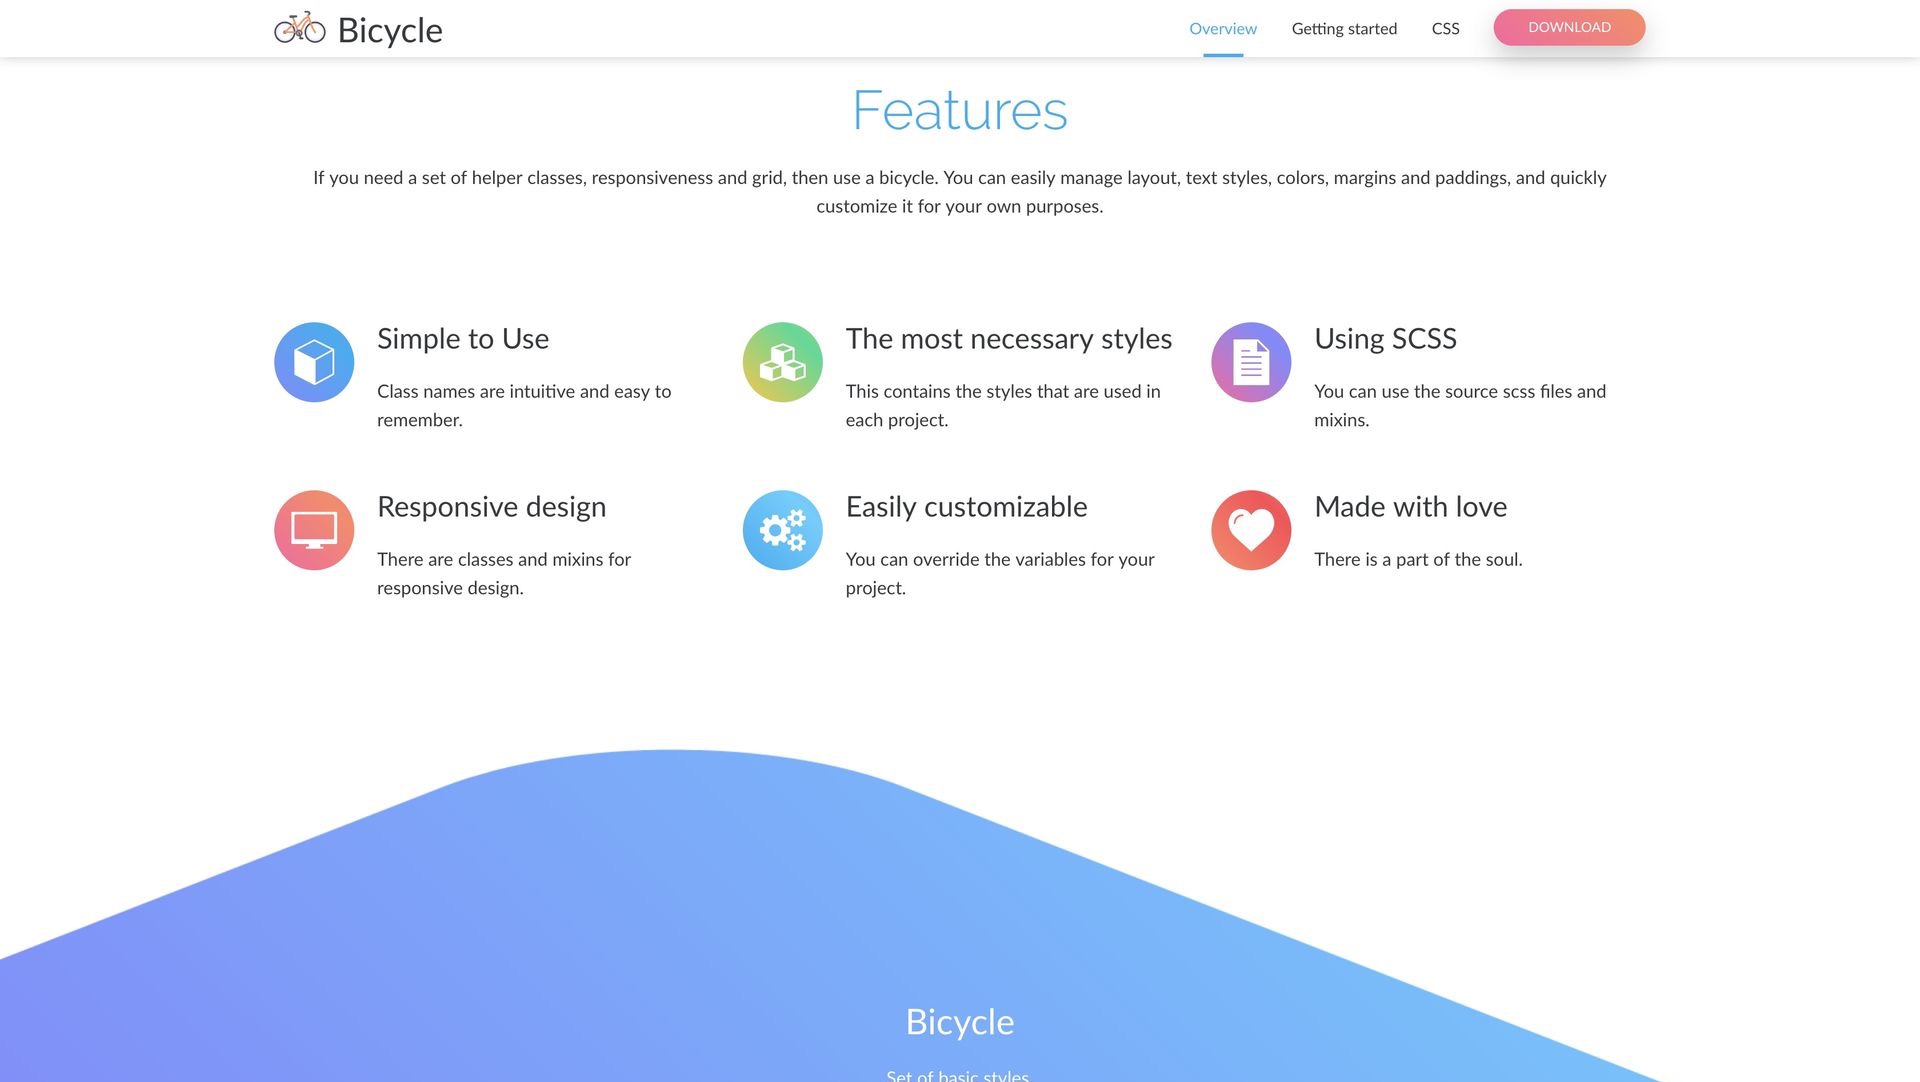 Bicycle
Overview
Getting started
CSS
DOWNLOAD
Features
If you need a set of helper classes, responsiveness and grid, then use a bicycle. You can easily manage layout, text styles, colors, margins and paddings, and quickly
customize it for your own purposes.
Simple to Use
Class names are intuitive and easy to
remember.
The most necessary styles
This contains the styles that are used in
each project.
Using SCSS
You can use the source scss files and
mixins.
Responsive design
There are classes and mixins for
responsive design.
Easily customizable
You can override the variables for your
project.
Made with love
There is a part of the soul.
Bicycle
Set of basic styles